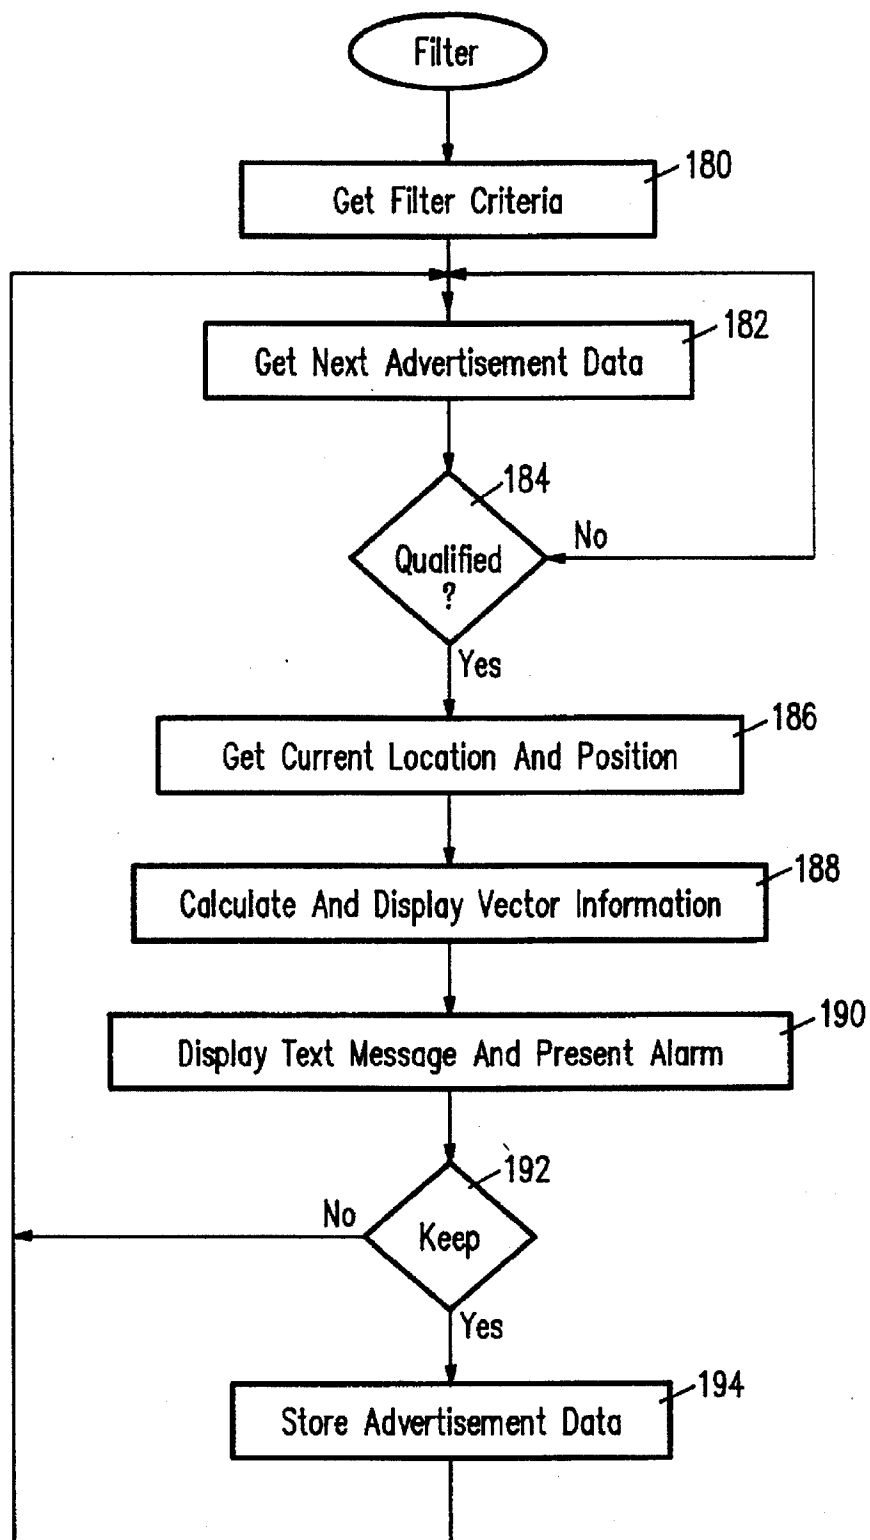 Filter
180
Get Filter Criteria
182
Get Next Advertisement Data
184
No
Qualified
?
Yes
186
Get Current Location And Position
188
Calculate And Display Vector Information
190
Display Text Message And Present Alarm
192
No
Keep
Yes
194
Store Advertisement Data